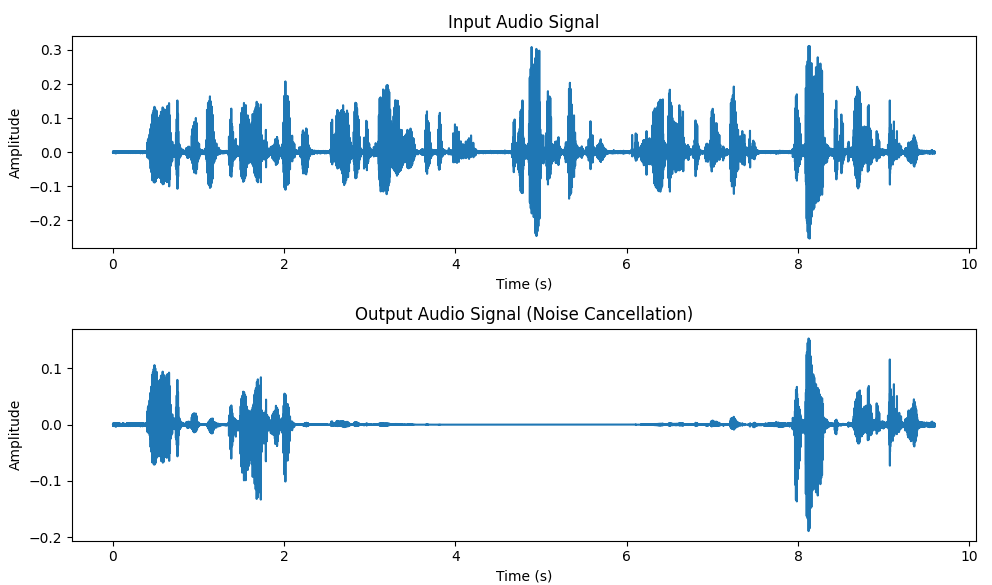 Input Audio Signal
0.3
0.2
0.1
0.0
−0.1
−0.2
Amplitude
0 2 4 6 8 10
Time (s)
Output Audio Signal (Noise Cancellation)
0.1
0.0
−0.1
−0.2
Amplitude
0 2 4 6 8 10
Time (s)